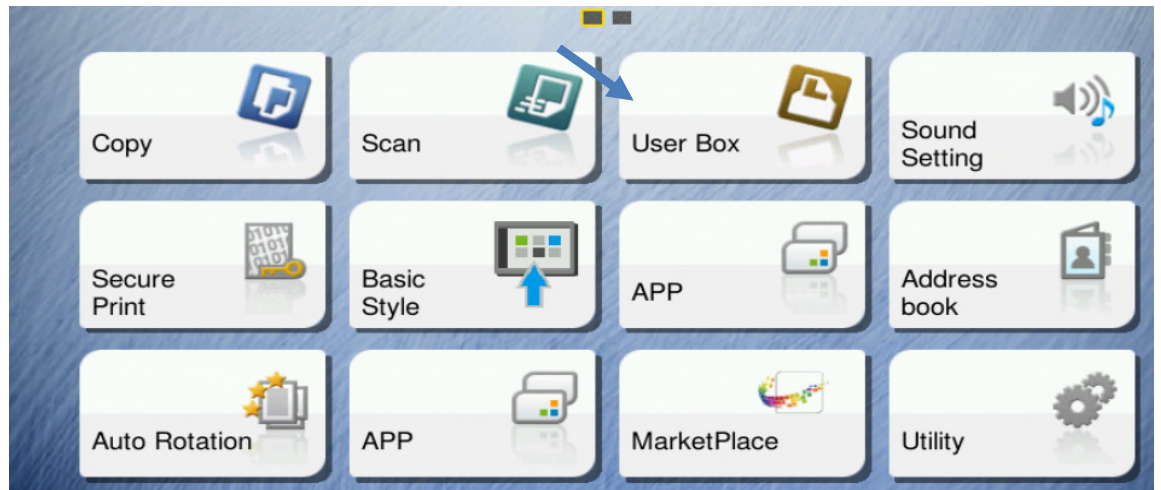 Copy
Scan
User Box
Sound
Setting
Secure
Print
Basic
Style
APP
Address
book
Auto Rotation
APP
MarketPlace
Utility